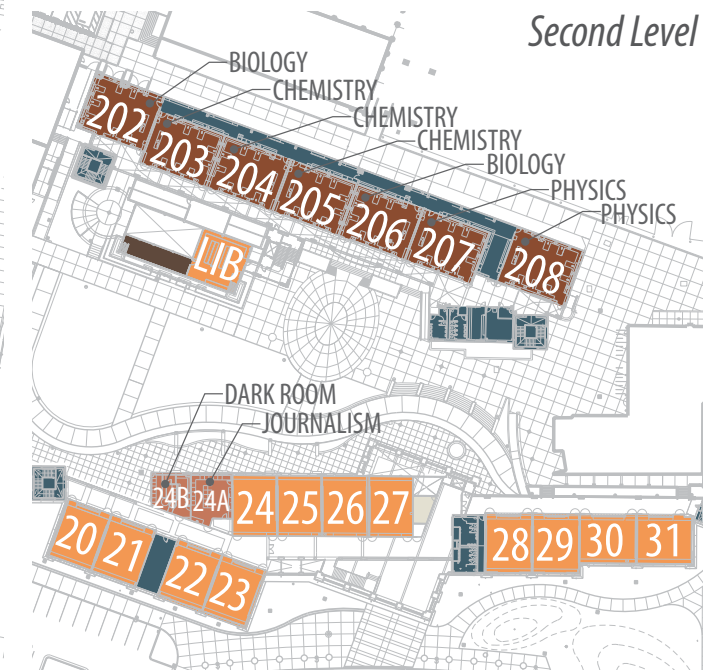 Second Level
BIOLOGY
CHEMISTRY
CHEMISTRY
CHEMISTRY
BIOLOGY
PHYSICS
PHYSICS
202
203
204
205
206
207
208
LIB
DARK ROOM
JOURNALISM
24B
24A
24
25
26
27
20
21
22
23
28
29
30
31